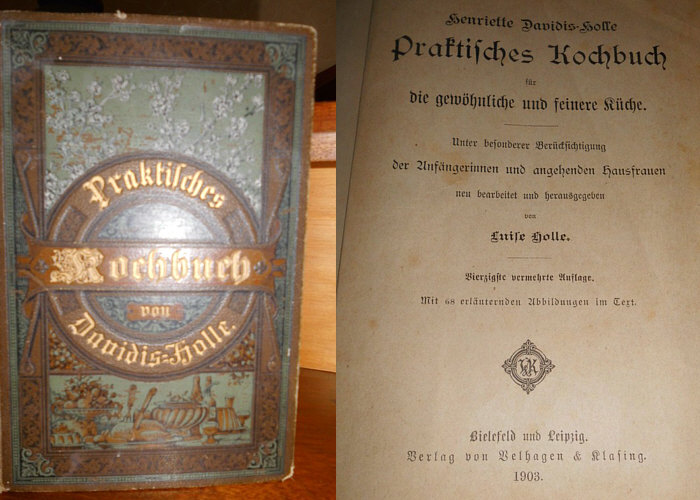 Praktisches
Kochbuch
von
Davidis-Holle.
Henriette Davidis-Holle
Praktisches Kochbuch
für
die gewöhnliche und feinere Küche.
Unter besonderer Berücksichtigung
der Anfängerinnen und angehenden Hausfrauen
neu bearbeitet und herausgegeben
von
Luise Holle.
Vierzigste vermehrte Auflage.
Mit 68 erläuternden Abbildungen im Text.
VK
Bielefeld und Leipzig.
Verlag von Velhagen & Klasing.
1903.